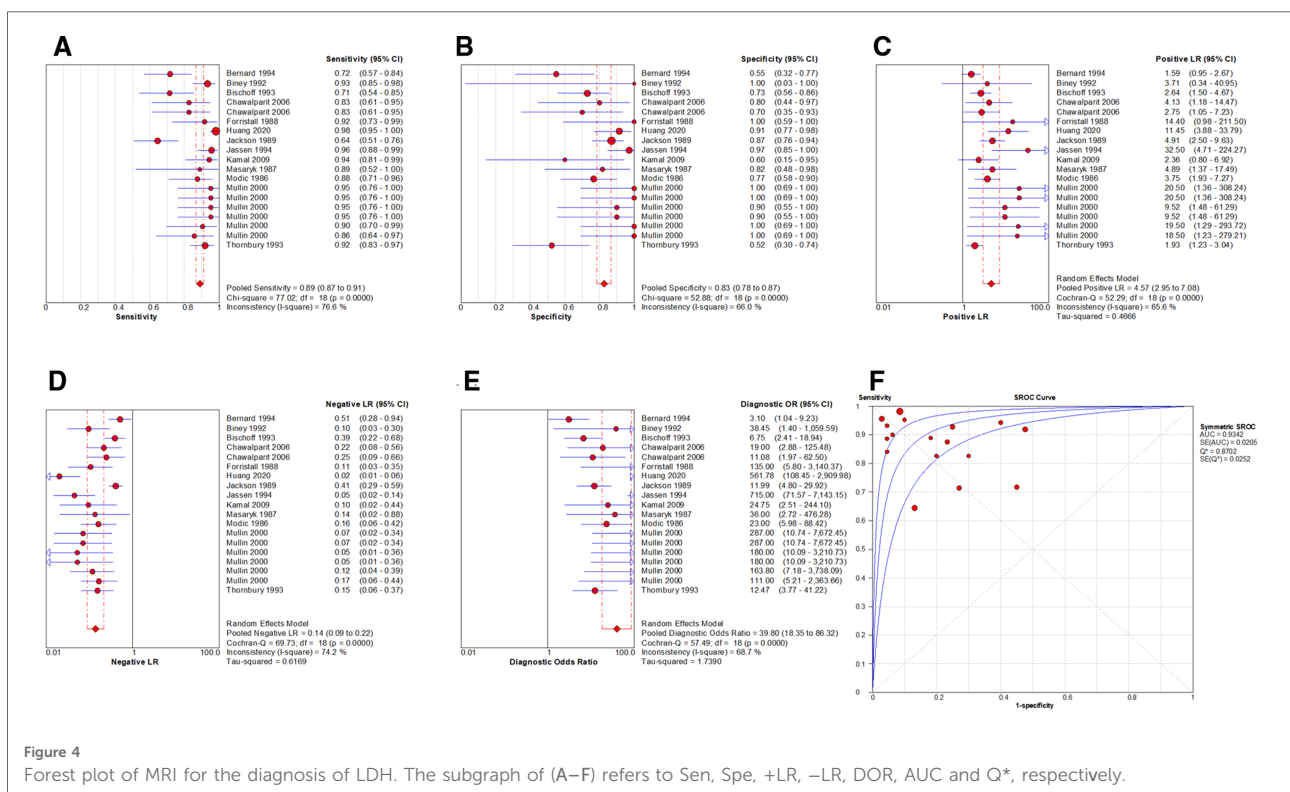 A
Sensitivity (95% CI)
Bernard 1994 0.72 (0.57 - 0.84)
Biney 1992 0.93 (0.85 - 0.98)
Bischoff 1993 0.71 (0.54 - 0.85)
Chawalparit 2006 0.83 (0.61 - 0.95)
Chawalparit 2006 0.83 (0.61 - 0.95)
Forristall 1988 0.92 (0.73 - 0.99)
Huang 2020 0.98 (0.95 - 1.00)
Jackson 1989 0.64 (0.51 - 0.76)
Jassen 1994 0.96 (0.88 - 0.99)
Kamal 2009 0.94 (0.81 - 0.99)
Masaryk 1987 0.89 (0.52 - 1.00)
Modic 1986 0.88 (0.71 - 0.96)
Mullin 2000 0.95 (0.76 - 1.00)
Mullin 2000 0.95 (0.76 - 1.00)
Mullin 2000 0.95 (0.76 - 1.00)
Mullin 2000 0.95 (0.76 - 1.00)
Mullin 2000 0.90 (0.70 - 0.99)
Mullin 2000 0.86 (0.64 - 0.97)
Thornbury 1993 0.92 (0.83 - 0.97)
Pooled Sensitivity = 0.89 (0.87 to 0.91)
Chi-square = 77.02; df = 18 (p = 0.0000)
Inconsistency (I-square) = 76.6 %
0 0.2 0.4 0.6 0.8 1
Sensitivity
B
Specificity (95% CI)
Bernard 1994 0.55 (0.32 - 0.77)
Biney 1992 1.00 (0.03 - 1.00)
Bischoff 1993 0.73 (0.56 - 0.86)
Chawalparit 2006 0.80 (0.44 - 0.97)
Chawalparit 2006 0.70 (0.35 - 0.93)
Forristall 1988 1.00 (0.59 - 1.00)
Huang 2020 0.91 (0.77 - 0.98)
Jackson 1989 0.87 (0.76 - 0.94)
Jassen 1994 0.97 (0.85 - 1.00)
Kamal 2009 0.60 (0.15 - 0.95)
Masaryk 1987 0.82 (0.48 - 0.98)
Modic 1986 0.77 (0.58 - 0.90)
Mullin 2000 1.00 (0.69 - 1.00)
Mullin 2000 1.00 (0.69 - 1.00)
Mullin 2000 0.90 (0.55 - 1.00)
Mullin 2000 0.90 (0.55 - 1.00)
Mullin 2000 1.00 (0.69 - 1.00)
Mullin 2000 1.00 (0.69 - 1.00)
Thornbury 1993 0.52 (0.30 - 0.74)
Pooled Specificity = 0.83 (0.78 to 0.87)
Chi-square = 52.88; df = 18 (p = 0.0000)
Inconsistency (I-square) = 66.0 %
0 0.2 0.4 0.6 0.8 1
Specificity
C
Positive LR (95% CI)
Bernard 1994 1.59 (0.95 - 2.67)
Biney 1992 3.71 (0.34 - 40.95)
Bischoff 1993 2.64 (1.50 - 4.67)
Chawalparit 2006 4.13 (1.18 - 14.47)
Chawalparit 2006 2.75 (1.05 - 7.23)
Forristall 1988 14.40 (0.98 - 211.50)
Huang 2020 11.45 (3.88 - 33.79)
Jackson 1989 4.91 (2.50 - 9.63)
Jassen 1994 32.50 (4.71 - 224.27)
Kamal 2009 2.36 (0.80 - 6.92)
Masaryk 1987 4.89 (1.37 - 17.49)
Modic 1986 3.75 (1.93 - 7.27)
Mullin 2000 20.50 (1.36 - 308.24)
Mullin 2000 20.50 (1.36 - 308.24)
Mullin 2000 9.52 (1.48 - 61.29)
Mullin 2000 9.52 (1.48 - 61.29)
Mullin 2000 19.50 (1.29 - 293.72)
Mullin 2000 18.50 (1.23 - 279.21)
Thornbury 1993 1.93 (1.23 - 3.04)
Random Effects Model
Pooled Positive LR = 4.57 (2.95 to 7.08)
Cochran-Q = 52.29; df = 18 (p = 0.0000)
Inconsistency (I-square) = 65.6 %
Tau-squared = 0.4666
0.01 1 100.0
Positive LR
D
Negative LR (95% CI)
Bernard 1994 0.51 (0.28 - 0.94)
Biney 1992 0.10 (0.03 - 0.30)
Bischoff 1993 0.39 (0.22 - 0.68)
Chawalparit 2006 0.22 (0.08 - 0.56)
Chawalparit 2006 0.25 (0.09 - 0.66)
Forristall 1988 0.11 (0.03 - 0.35)
Huang 2020 0.02 (0.01 - 0.06)
Jackson 1989 0.41 (0.29 - 0.59)
Jassen 1994 0.05 (0.02 - 0.14)
Kamal 2009 0.10 (0.02 - 0.44)
Masaryk 1987 0.14 (0.02 - 0.88)
Modic 1986 0.16 (0.06 - 0.42)
Mullin 2000 0.07 (0.02 - 0.34)
Mullin 2000 0.07 (0.02 - 0.34)
Mullin 2000 0.05 (0.01 - 0.36)
Mullin 2000 0.05 (0.01 - 0.36)
Mullin 2000 0.12 (0.04 - 0.39)
Mullin 2000 0.17 (0.06 - 0.44)
Thornbury 1993 0.15 (0.06 - 0.37)
Random Effects Model
Pooled Negative LR = 0.14 (0.09 to 0.22)
Cochran-Q = 69.73; df = 18 (p = 0.0000)
Inconsistency (I-square) = 74.2 %
Tau-squared = 0.6169
0.01 1 100.0
Negative LR
E
Diagnostic OR (95% CI)
Bernard 1994 3.10 (1.04 - 9.23)
Biney 1992 38.45 (1.40 - 1,059.59)
Bischoff 1993 6.75 (2.41 - 18.94)
Chawalparit 2006 19.00 (2.88 - 125.48)
Chawalparit 2006 11.08 (1.97 - 62.50)
Forristall 1988 135.00 (5.80 - 3,140.37)
Huang 2020 561.78 (108.45 - 2,909.98)
Jackson 1989 11.99 (4.80 - 29.92)
Jassen 1994 715.00 (71.57 - 7,143.15)
Kamal 2009 24.75 (2.51 - 244.10)
Masaryk 1987 36.00 (2.72 - 476.28)
Modic 1986 23.00 (5.98 - 88.42)
Mullin 2000 287.00 (10.74 - 7,672.45)
Mullin 2000 287.00 (10.74 - 7,672.45)
Mullin 2000 180.00 (10.09 - 3,210.73)
Mullin 2000 180.00 (10.09 - 3,210.73)
Mullin 2000 163.80 (7.18 - 3,738.09)
Mullin 2000 111.00 (5.21 - 2,363.66)
Thornbury 1993 12.47 (3.77 - 41.22)
Random Effects Model
Pooled Diagnostic Odds Ratio = 39.80 (18.35 to 86.32)
Cochran-Q = 57.49; df = 18 (p = 0.0000)
Inconsistency (I-square) = 68.7 %
Tau-squared = 1.7390
0.01 1 100.0
Diagnostic Odds Ratio
F
Sensitivity SROC Curve
1
0.9
0.8
0.7
0.6
0.5
0.4
0.3
0.2
0.1
0
0 0.2 0.4 0.6 0.8 1
1-specificity
Symmetric SROC
AUC = 0.9342
SE(AUC) = 0.0205
Q* = 0.8702
SE(Q*) = 0.0252
Figure 4
Forest plot of MRI for the diagnosis of LDH. The subgraph of (A–F) refers to Sen, Spe, +LR, −LR, DOR, AUC and Q*, respectively.